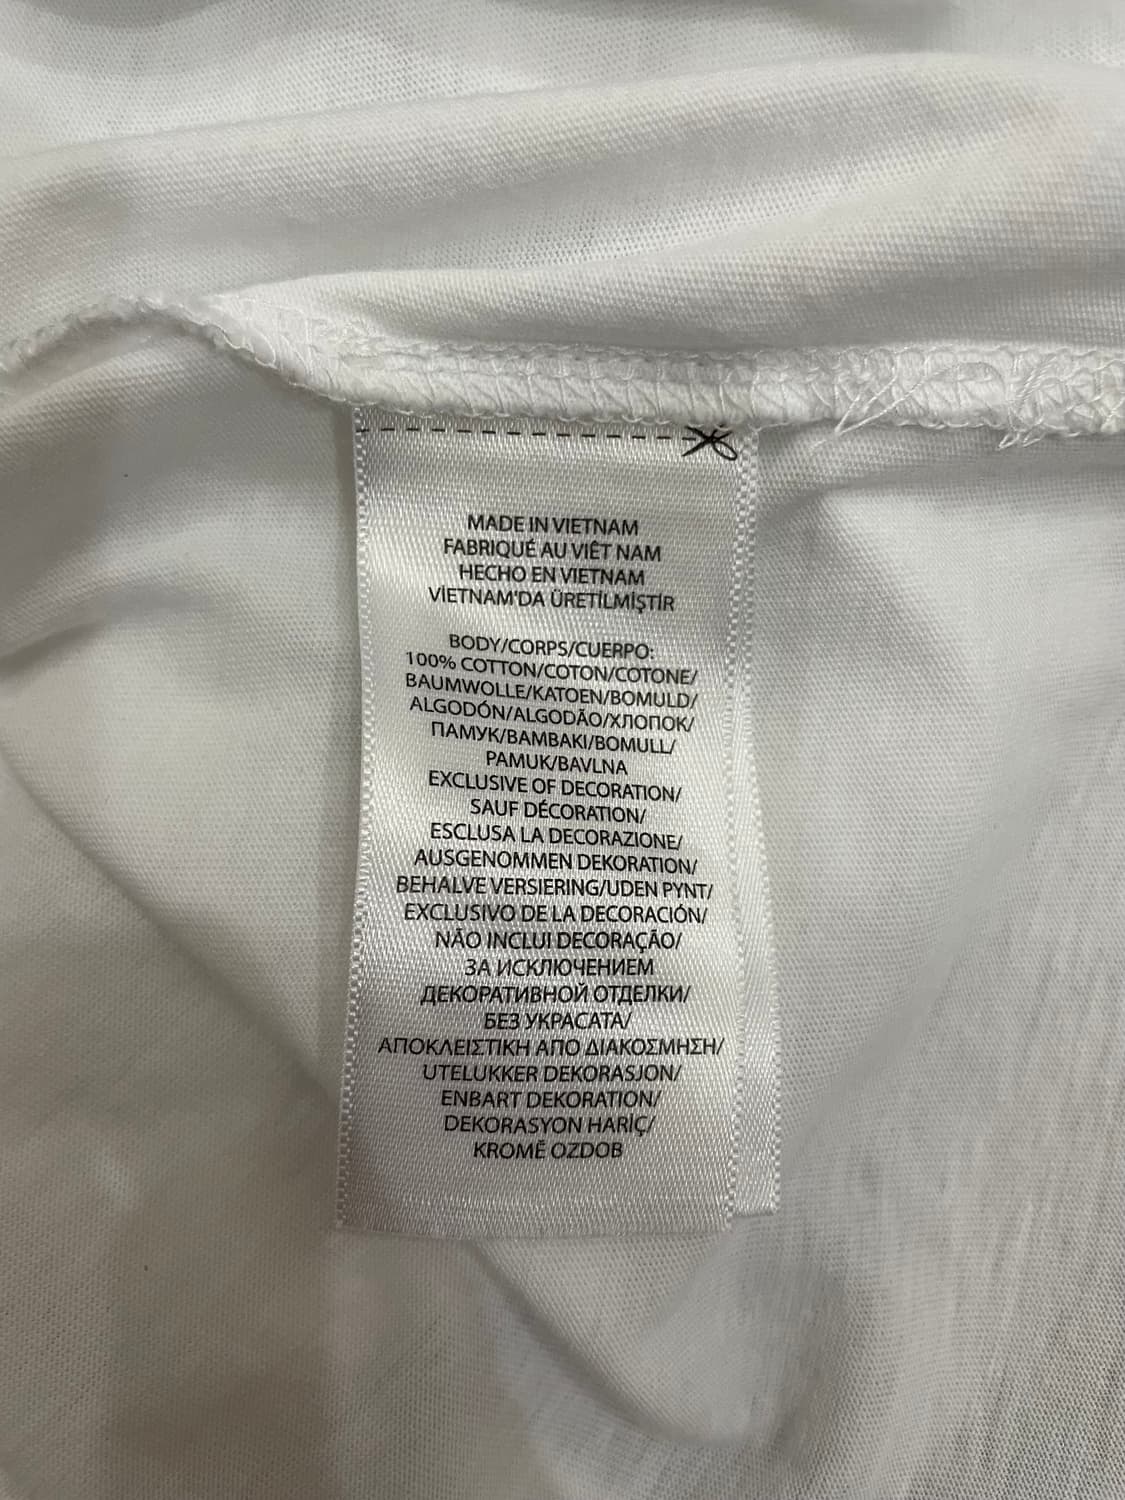 MADE IN VIETNAM
FABRIQUÉ AU VIÊT NAM
HECHO EN VIETNAM
VİETNAM'DA ÜRETİLMİŞTİR
BODY/CORPS/CUERPO:
100% COTTON/COTON/COTONE/
BAUMWOLLE/KATOEN/BOMULD/
ALGODÓN/ALGODÃO/ХЛОПОК/
ПАМУК/BAMBAKI/BOMULL/
PAMUK/BAVLNA
EXCLUSIVE OF DECORATION/
SAUF DÉCORATION/
ESCLUSA LA DECORAZIONE/
AUSGENOMMEN DEKORATION/
BEHALVE VERSIERING/UDEN PYNT/
EXCLUSIVO DE LA DECORACIÓN/
NÃO INCLUI DECORAÇÃO/
ЗА ИСКЛЮЧЕНИЕМ
ДЕКОРАТИВНОЙ ОТДЕЛКИ/
БЕЗ УКРАСАТА/
ΑΠΟΚΛΕΙΣΤΙΚΗ ΑΠΟ ΔΙΑΚΟΣΜΗΣΗ/
UTELUKKER DEKORASJON/
ENBART DEKORATION/
DEKORASYON HARİÇ/
KROMĚ OZDOB